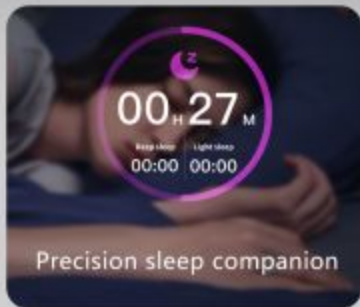 z
00H27M
Deep sleep Light sleep
00:00 00:00
Precision sleep companion